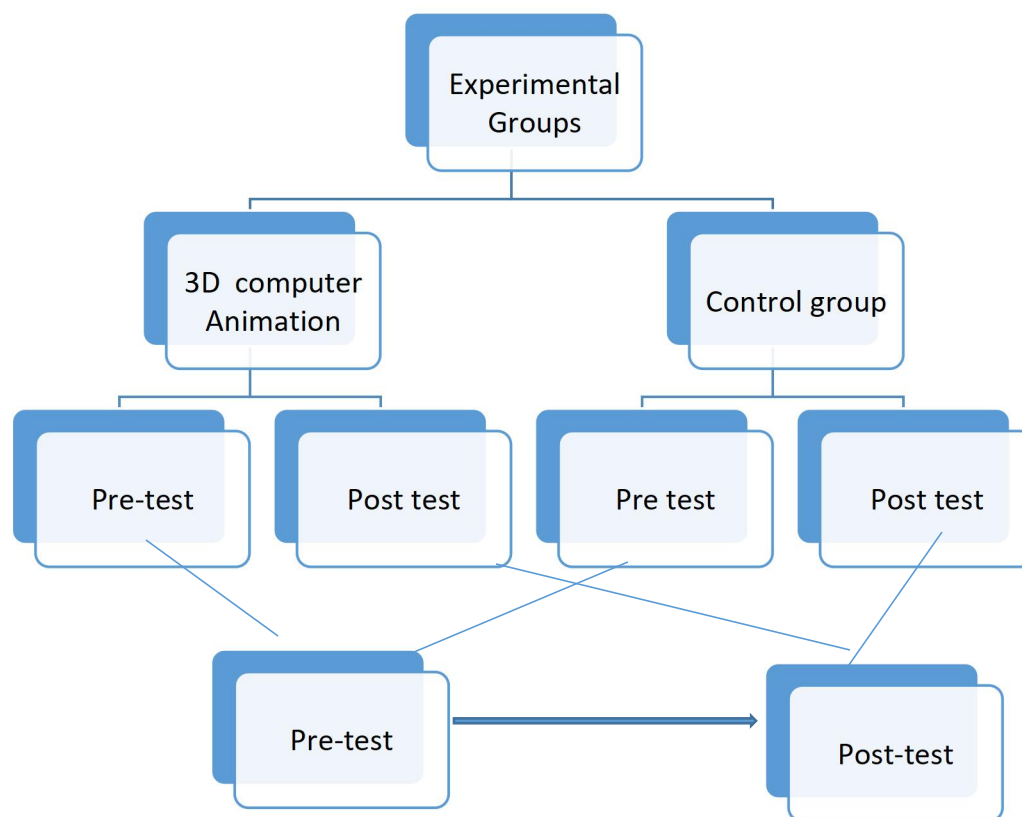 Experimental
Groups
3D computer
Animation
Control group
Pre-test
Post test
Pre test
Post test
Pre-test
Post-test